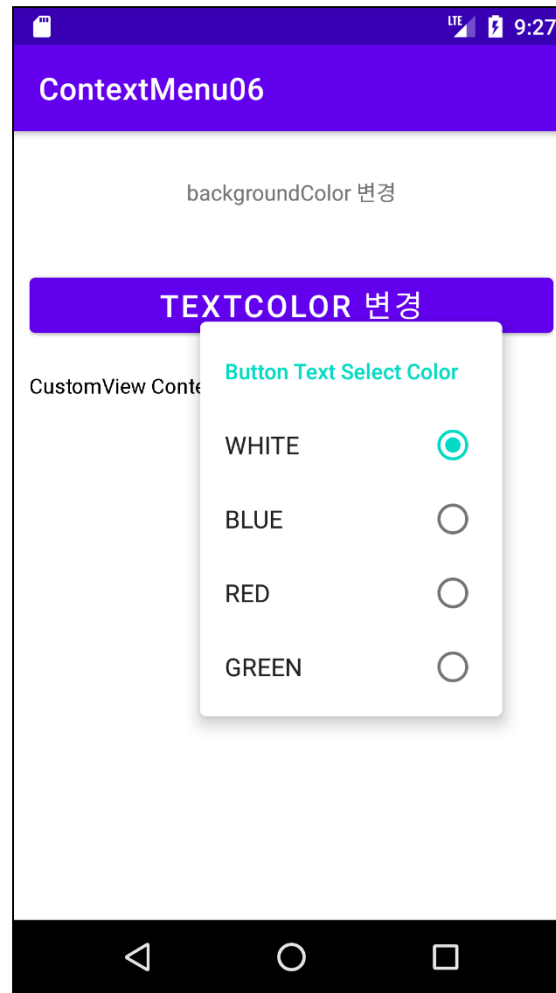 LTE 9:27
ContextMenu06
backgroundColor 변경
TEXTCOLOR 변경
CustomView Conte
Button Text Select Color
WHITE
BLUE
RED
GREEN